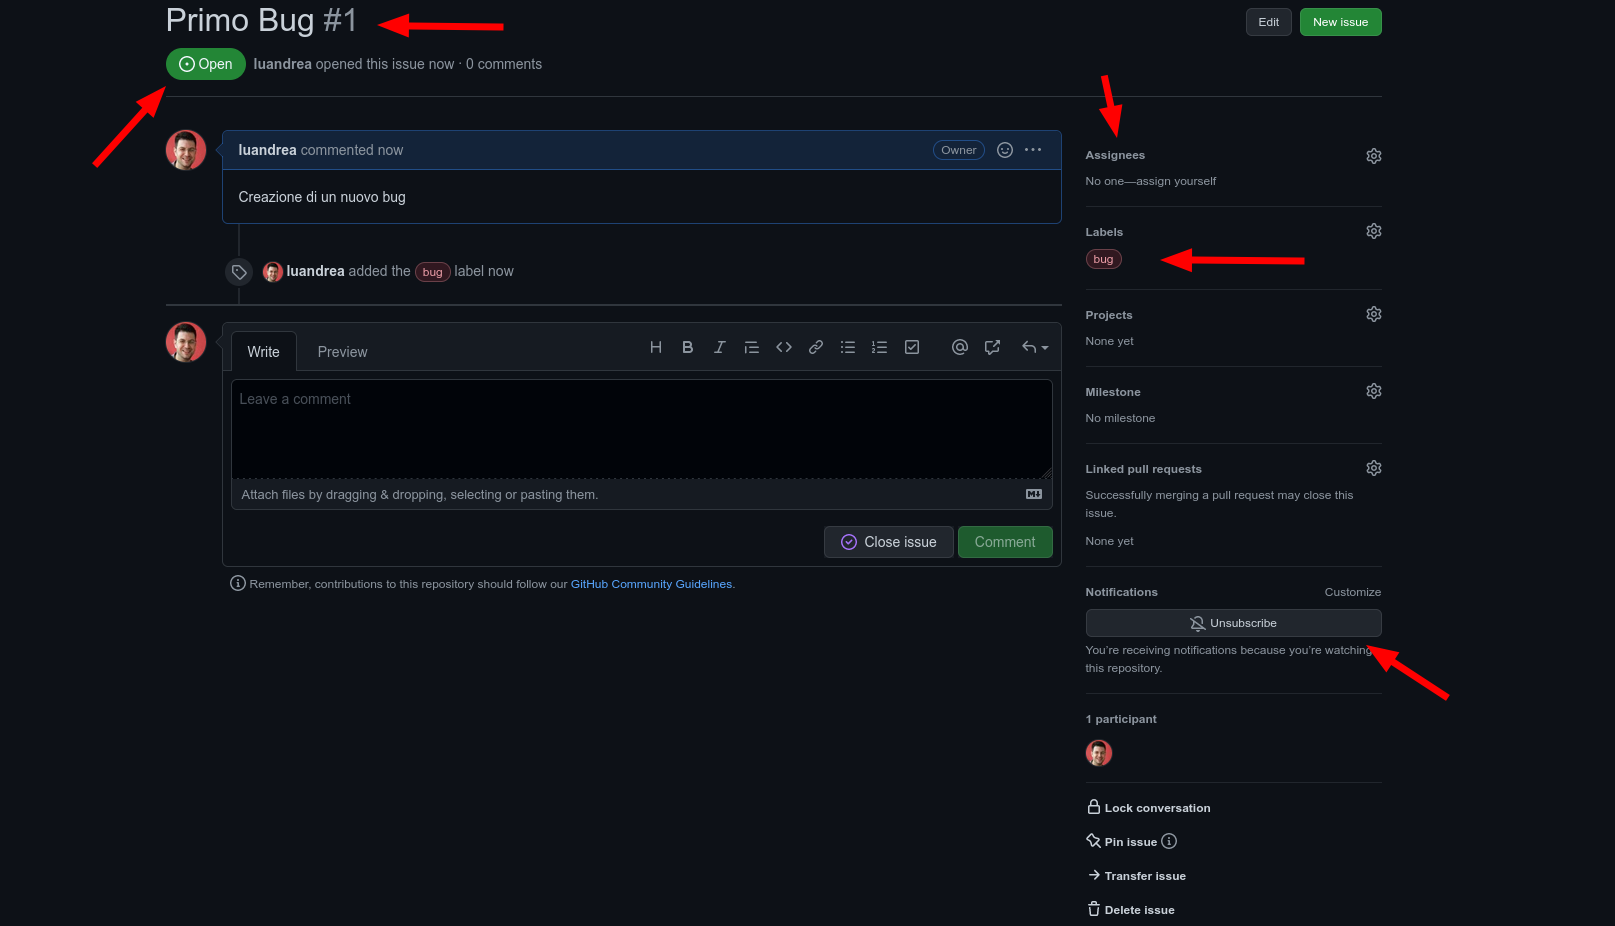 Primo Bug #1
Edit
New issue
Open
luandrea opened this issue now · 0 comments
luandrea commented now
Owner
Creazione di un nuovo bug
luandrea added the bug label now
Write
Preview
Leave a comment
Attach files by dragging & dropping, selecting or pasting them.
Close issue
Comment
Remember, contributions to this repository should follow our GitHub Community Guidelines.
Assignees
No one—assign yourself
Labels
bug
Projects
None yet
Milestone
No milestone
Linked pull requests
Successfully merging a pull request may close this
issue.
None yet
Notifications
Customize
Unsubscribe
You're receiving notifications because you're watching
this repository.
1 participant
Lock conversation
Pin issue
Transfer issue
Delete issue